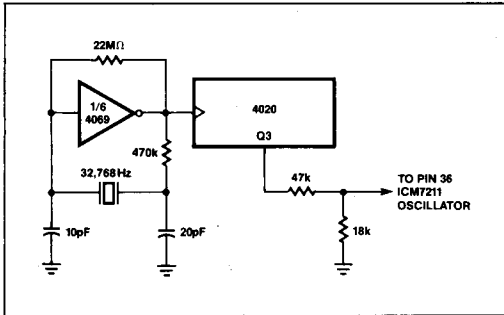 22MΩ
1/6
4069
4020
Q3
470k
32,768Hz
47k
TO PIN 36
ICM7211
OSCILLATOR
18k
10pF
20pF